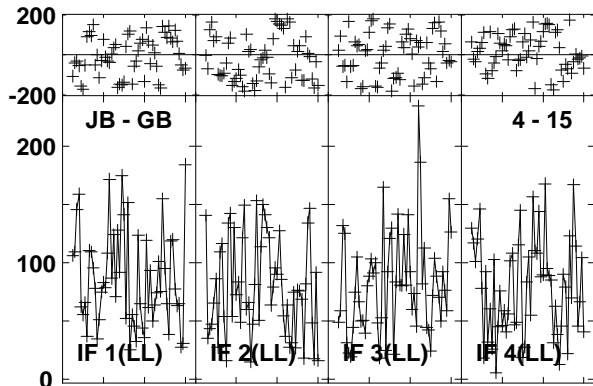 200
0
-200
JB - GB
4 - 15
200
100
IF 1(LL)
IF 2(LL)
IF 3(LL)
IF 4(LL)
0